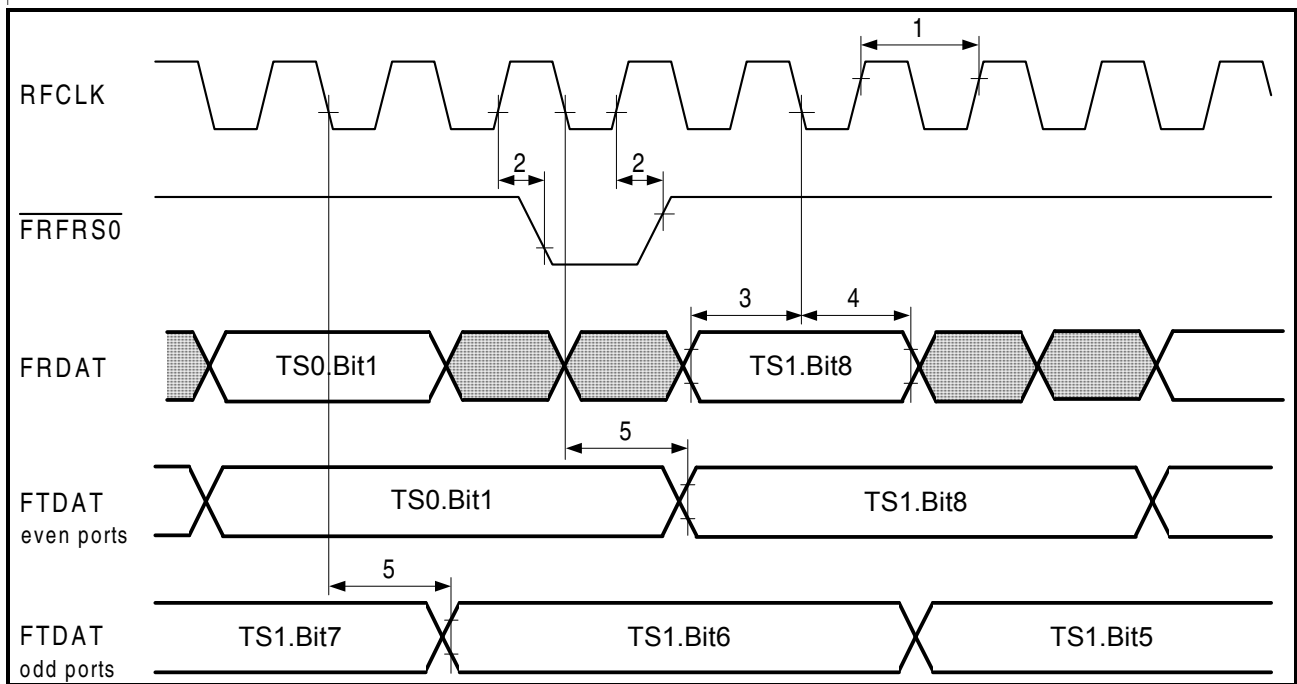 1
RFCLK
2 2
FRFRS0
3 4
FRDAT TS0.Bit1 TS1.Bit8
5
FTDAT TS0.Bit1 TS1.Bit8
even ports
5
FTDAT TS1.Bit7 TS1.Bit6 TS1.Bit5
odd ports